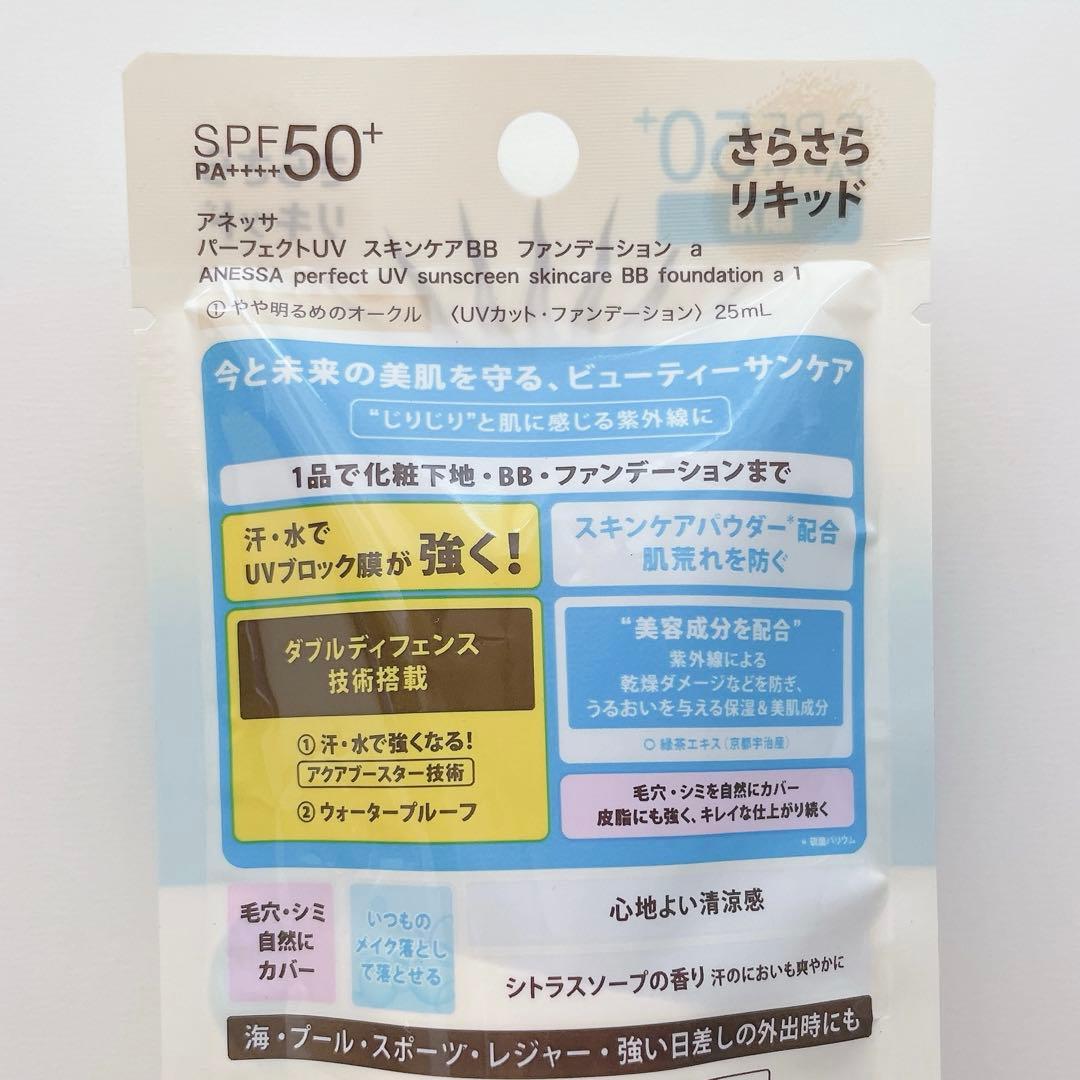 SPF50+
PA++++
さらさら
リキッド
アネッサ
パーフェクトUV スキンケアBB ファンデーション a
ANESSA perfect UV sunscreen skincare BB foundation a 1
①やや明るめのオークル 〈UVカット・ファンデーション〉 25mL
今と未来の美肌を守る、ビューティーサンケア
“じりじり”と肌に感じる紫外線に
1品で化粧下地・BB・ファンデーションまで
汗・水で
UVブロック膜が 強く！
スキンケアパウダー*配合
肌荒れを防ぐ
ダブルディフェンス
技術搭載
①汗・水で強くなる！
アクアブースター技術
②ウォータープルーフ
“美容成分を配合”
紫外線による
乾燥ダメージなどを防ぎ、
うるおいを与える保湿＆美肌成分
○ 緑茶エキス（京都宇治産）
毛穴・シミを自然にカバー
皮脂にも強く、キレイな仕上がり続く
* 硫酸バリウム
毛穴・シミ
自然に
カバー
いつもの
メイク落とし
で落とせる
心地よい清涼感
シトラスソープの香り 汗のにおいも爽やかに
海・プール・スポーツ・レジャー・強い日差しの外出時にも